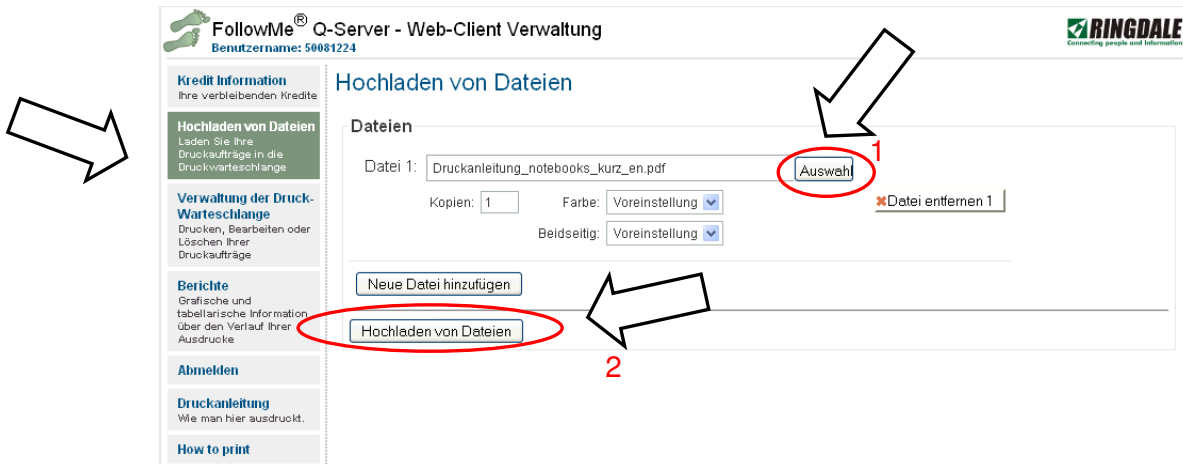 FollowMe® Q-Server - Web-Client Verwaltung
Benutzername: 50081224
RINGDALE
Connecting people and information
Kredit Information
Ihre verbleibenden Kredite
Hochladen von Dateien
Laden Sie Ihre
Druckaufträge in die
Druckwarteschlange
Verwaltung der Druck-
Warteschlange
Drucken, Bearbeiten oder
Löschen Ihrer
Druckaufträge
Berichte
Grafische und
tabellarische Information
über den Verlauf Ihrer
Ausdrucke
Abmelden
Druckanleitung
Wie man hier ausdruckt.
How to print
Hochladen von Dateien
Dateien
1
Datei 1: Druckanleitung_notebooks_kurz_en.pdf Auswahl
Kopien: 1 Farbe: Voreinstellung Datei entfernen 1
Beidseitig: Voreinstellung
Neue Datei hinzufügen
Hochladen von Dateien
2